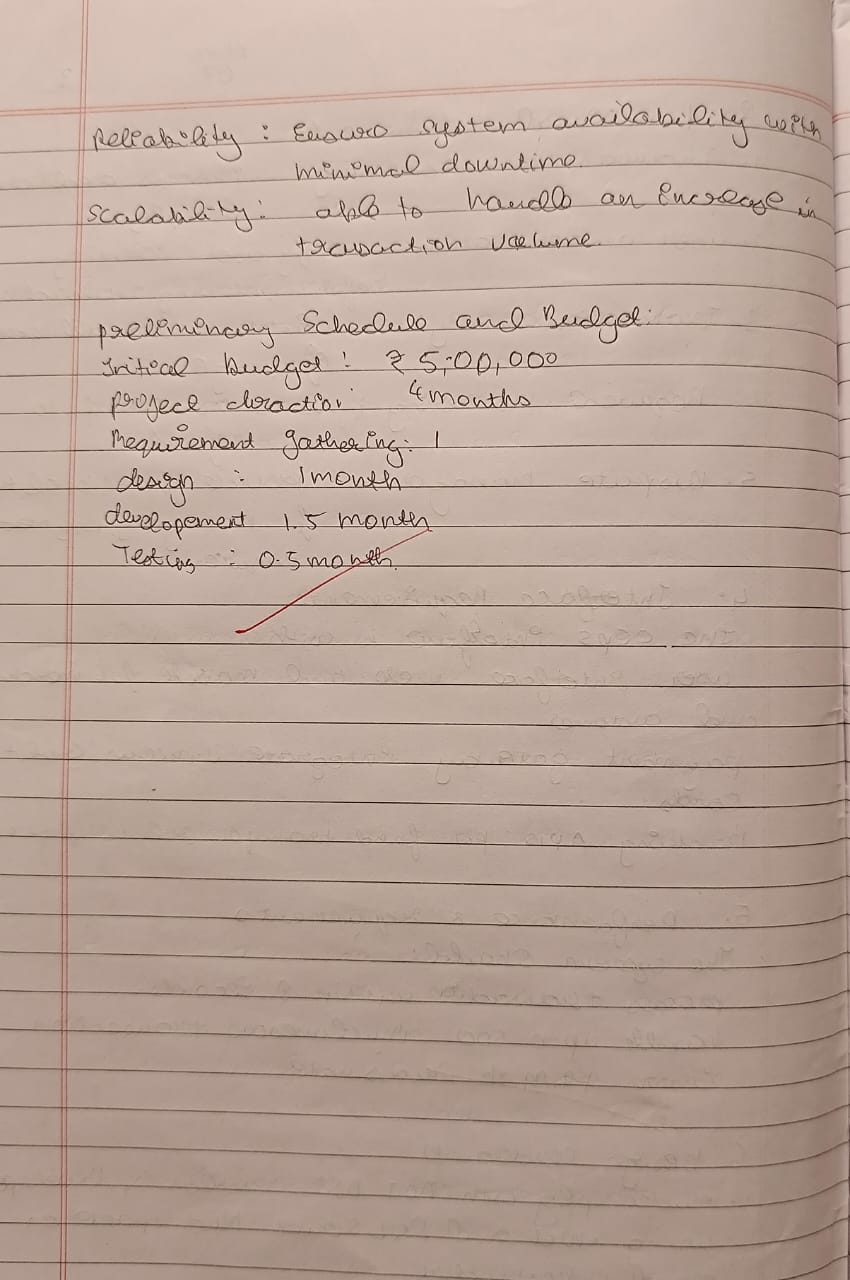 Reliability : Ensure system availability with
minimal downtime.
Scalability : able to handle an increase in
transaction volume.
preliminary Schedule and Budget:
Initial budget : ₹ 5,00,000
project duration 4 months
Requirement gathering: 1
design : 1 month
developement 1.5 month
Testing : 0.5 month.